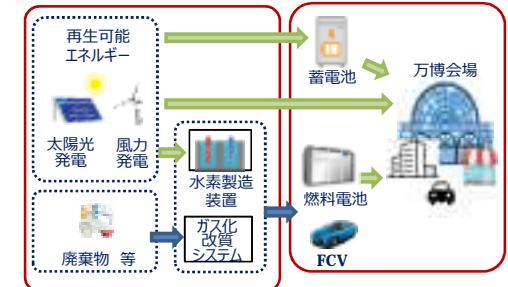 再生可能
エネルギー
太陽光
発電
風力
発電
廃棄物 等
水素製造
装置
ガス化
改質
システム
蓄電池
燃料電池
FCV
万博会場